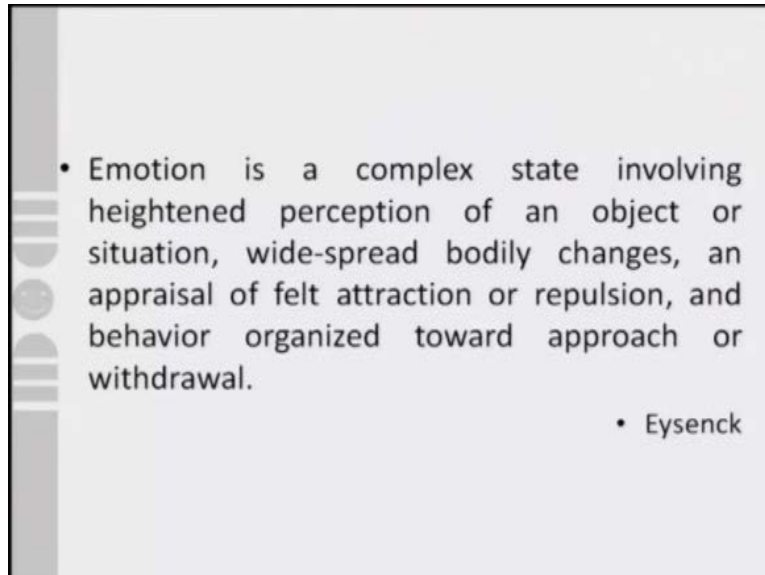 • Emotion is a complex state involving
heightened perception of an object or
situation, wide-spread bodily changes, an
appraisal of felt attraction or repulsion, and
behavior organized toward approach or
withdrawal.
• Eysenck